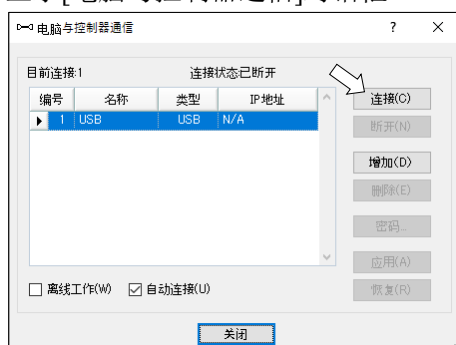 电脑与控制器通信
目前连接:1
连接状态已断开
连接(C)
断开(N)
增加(D)
删除(E)
密码...
应用(A)
恢复(R)
编号 名称 类型 IP地址
1 USB USB N/A
离线工作(W) 自动连接(U)
关闭